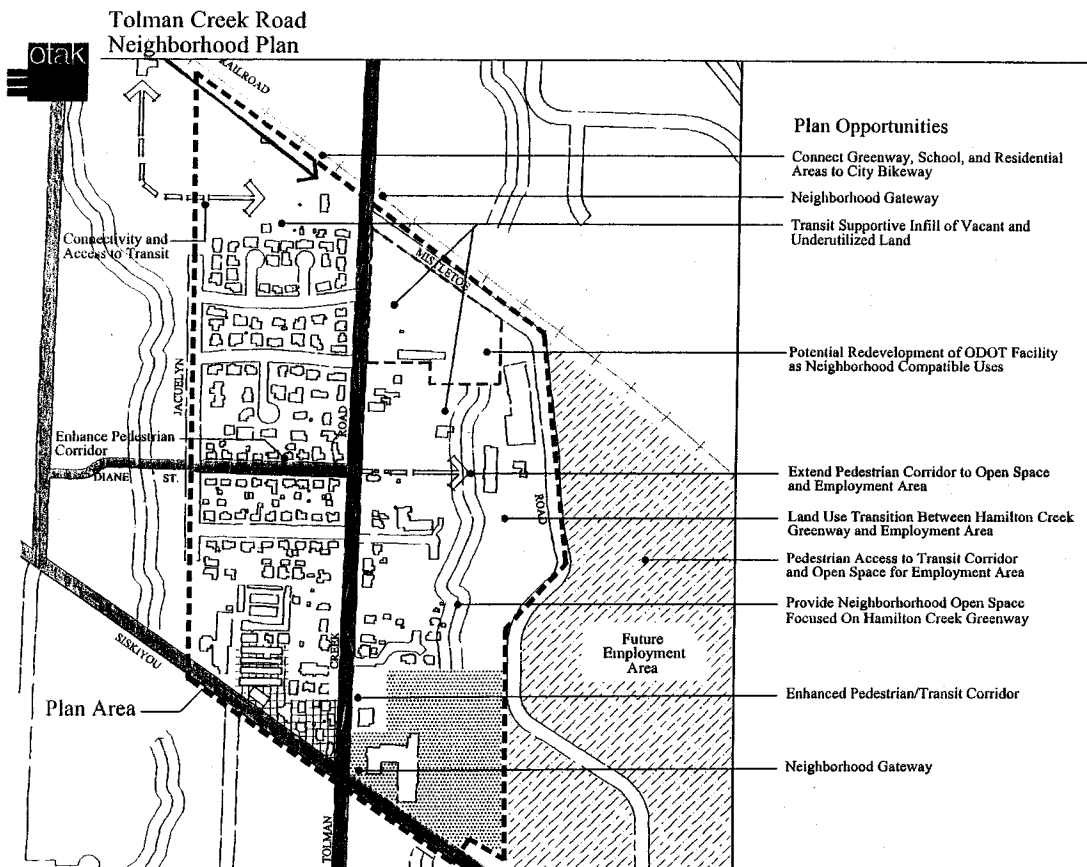 Tolman Creek Road
Neighborhood Plan
otak
RAILROAD
Plan Opportunities
Connect Greenway, School, and Residential
Areas to City Bikeway
Neighborhood Gateway
Transit Supportive Infill of Vacant and
Underutilized Land
Connectivity and
Access to Transit
MISTLETOE
Potential Redevelopment of ODOT Facility
as Neighborhood Compatible Uses
JACUELYN
ROAD
Enhance Pedestrian
Corridor
DIANE ST.
Extend Pedestrian Corridor to Open Space
and Employment Area
ROAD
Land Use Transition Between Hamilton Creek
Greenway and Employment Area
Pedestrian Access to Transit Corridor
and Open Space for Employment Area
Provide Neighborhorhood Open Space
Focused On Hamilton Creek Greenway
Future
Employment
Area
SISKIYOU
CREEK
Plan Area
Enhanced Pedestrian/Transit Corridor
Neighborhood Gateway
TOLMAN